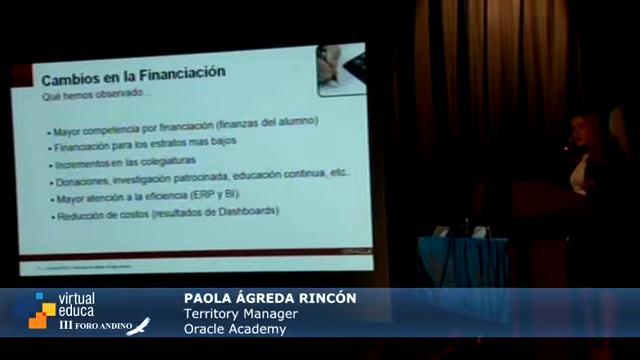 Cambios en la Financiación
Qué hemos observado...
• Mayor competencia por financiación (finanzas del alumno)
• Financiación para los estratos mas bajos
• Incrementos en las colegiaturas
• Donaciones, investigación patrocinada, educación continua, etc..
• Mayor atención a la eficiencia (ERP y BI)
• Reducción de costos (resultados de Dashboards)
ORACLE
virtual
educa
III FORO ANDINO
PAOLA ÁGREDA RINCÓN
Territory Manager
Oracle Academy